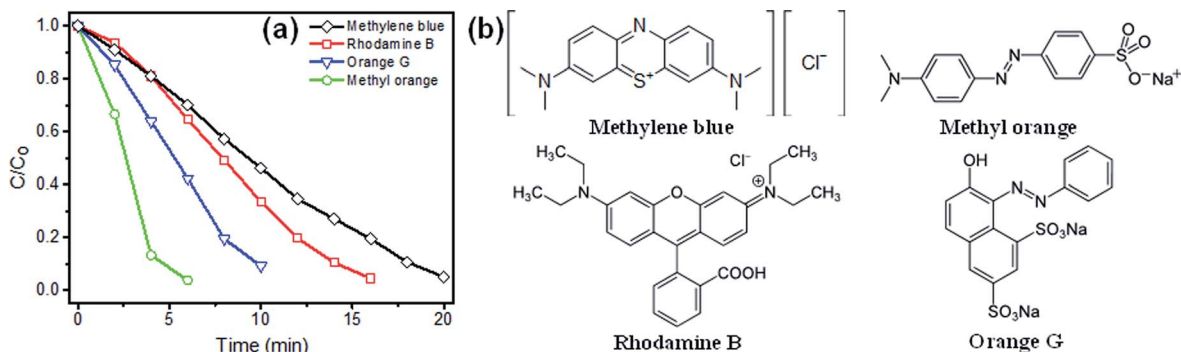 (a)
Methylene blue
Rhodamine B
Orange G
Methyl orange
C/C0
1.0
0.8
0.6
0.4
0.2
0.0
0 5 10 15 20
Time (min)
(b)
N
N
S+
N
Cl−
Methylene blue
N
N
N
S
O
O
O−Na+
Methyl orange
H3C
H3C
N
O
Cl−
⊕
N
CH3
CH3
COOH
Rhodamine B
OH
N
N
SO3Na
SO3Na
Orange G